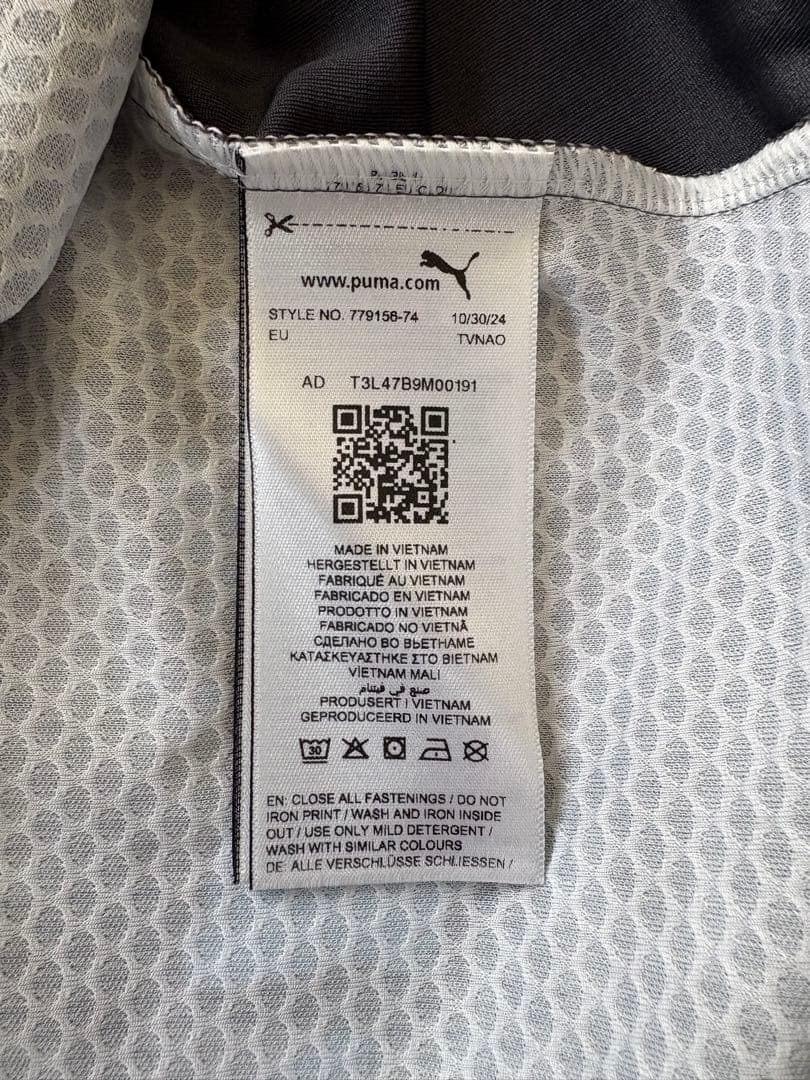 www.puma.com
STYLE NO. 779156-74 10/30/24
EU TVNAO
AD T3L47B9M00191
MADE IN VIETNAM
HERGESTELLT IN VIETNAM
FABRIQUÉ AU VIETNAM
FABRICADO EN VIETNAM
PRODOTTO IN VIETNAM
FABRICADO NO VIETNÃ
СДЕЛАНО ВО ВЬЕТНАМЕ
ΚΑΤΑΣΚΕΥΑΣΤΗΚΕ ΣΤΟ ΒΙΕΤΝΑΜ
VİETNAM MALI
صنع في فيتنام
PRODUSERT I VIETNAM
GEPRODUCEERD IN VIETNAM
30
EN: CLOSE ALL FASTENINGS / DO NOT
IRON PRINT / WASH AND IRON INSIDE
OUT / USE ONLY MILD DETERGENT /
WASH WITH SIMILAR COLOURS
DE: ALLE VERSCHLÜSSE SCHLIESSEN /